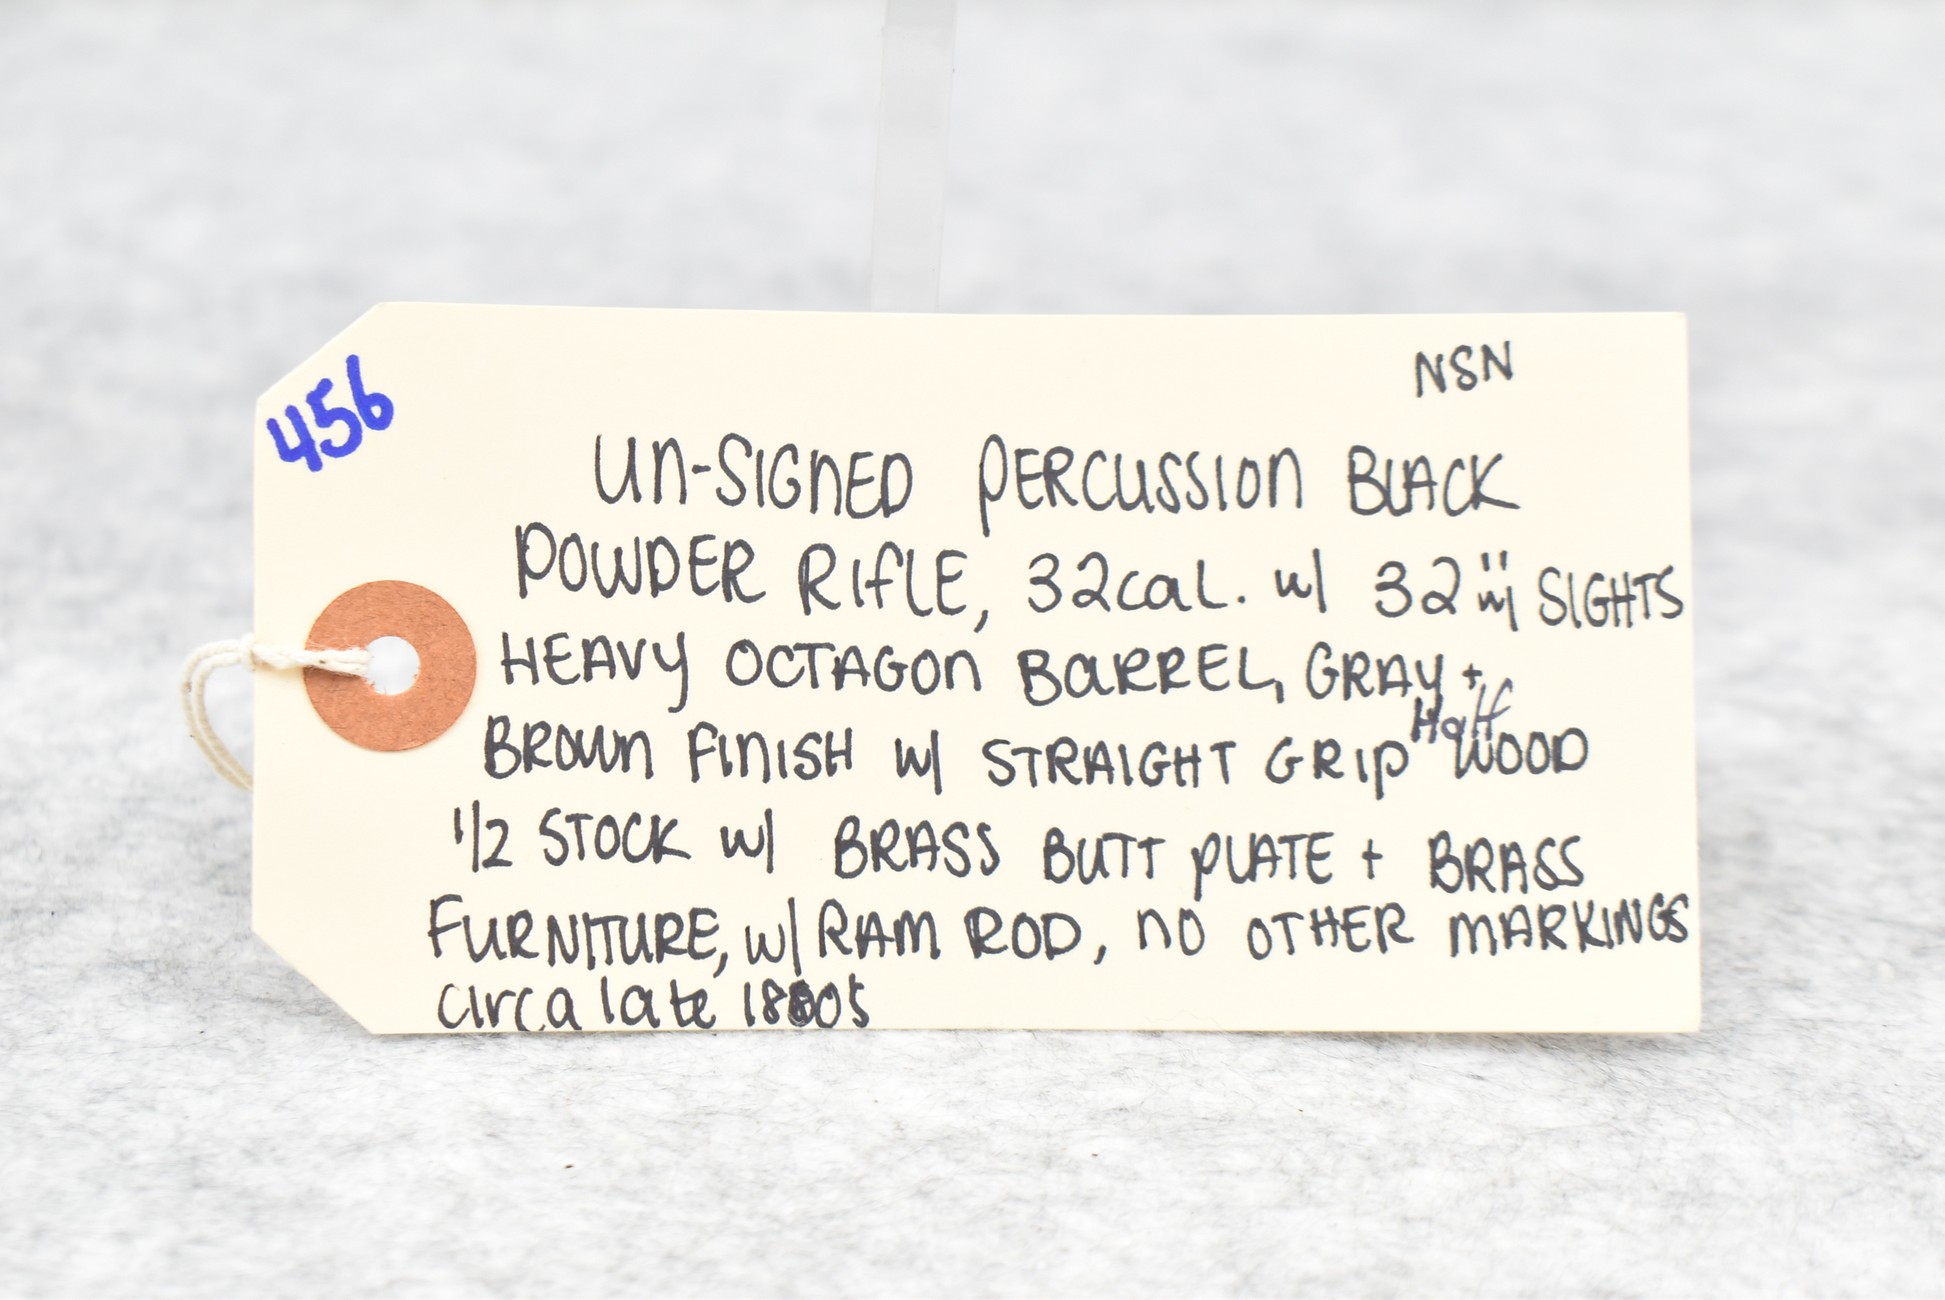 456
NSN
UN-SIGNED PERCUSSION BLACK
POWDER RIFLE, 32cal. w/ 32" w/ SIGHTS
HEAVY OCTAGON BARREL, GRAY +
Half
BROWN FINISH w/ STRAIGHT GRIP WOOD
1/2 STOCK w/ BRASS BUTT PLATE + BRASS
FURNITURE, w/ RAM ROD, NO OTHER MARKINGS
circa late 1800s